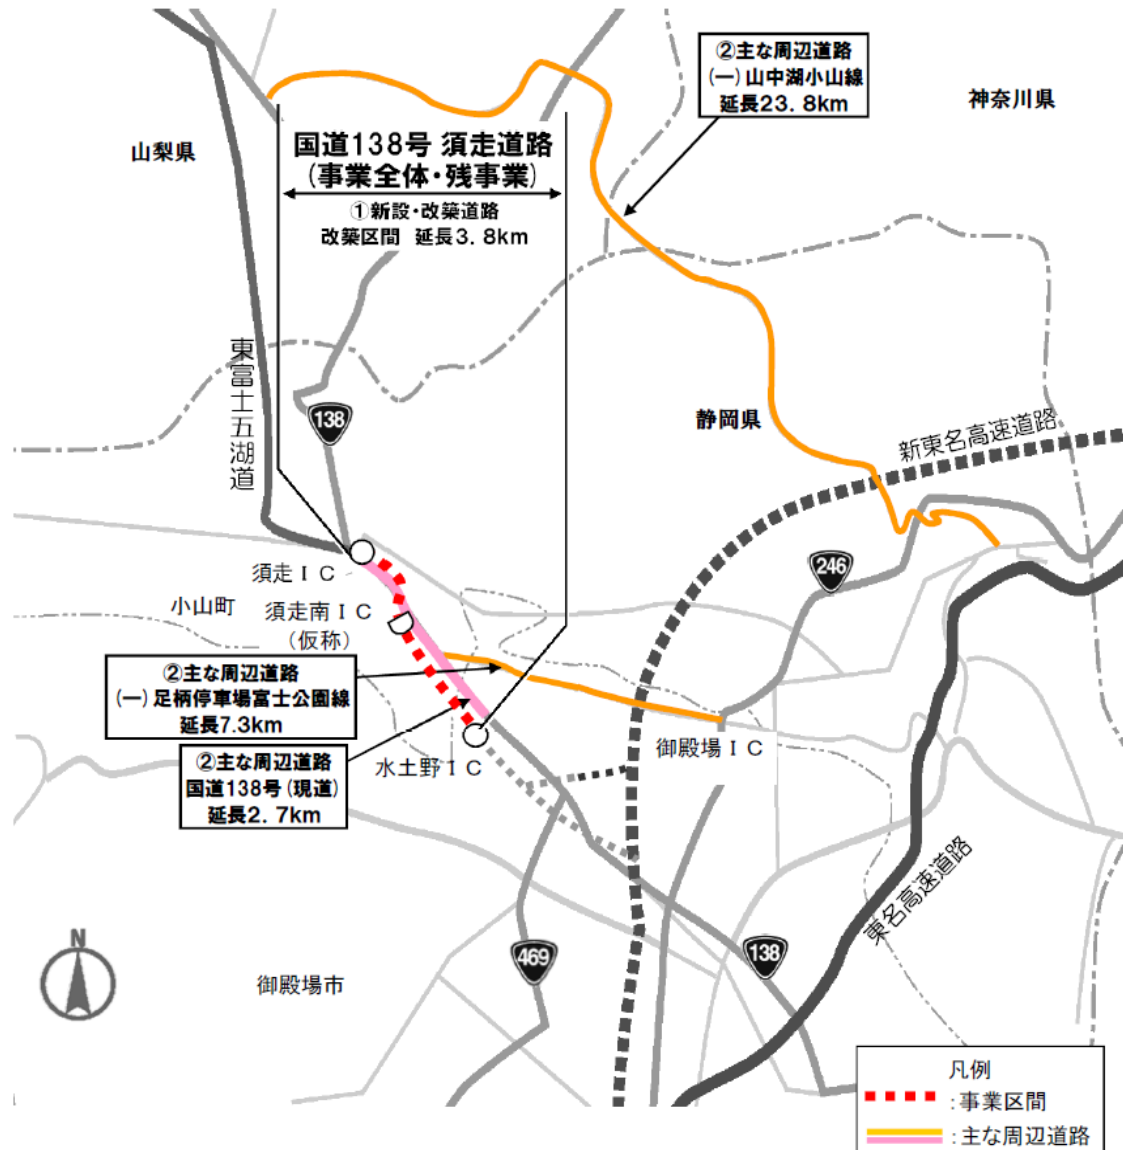 ②主な周辺道路
(一)山中湖小山線
延長23.8km
神奈川県
山梨県
国道138号 須走道路
(事業全体・残事業)
①新設・改築道路
改築区間 延長3.8km
東富士五湖道
138
静岡県
新東名高速道路
246
須走IC
小山町
須走南IC
(仮称)
②主な周辺道路
(一)足柄停車場富士公園線
延長7.3km
御殿場IC
水土野IC
②主な周辺道路
国道138号(現道)
延長2.7km
東名高速道路
469
138
N
御殿場市
凡例
:事業区間
:主な周辺道路